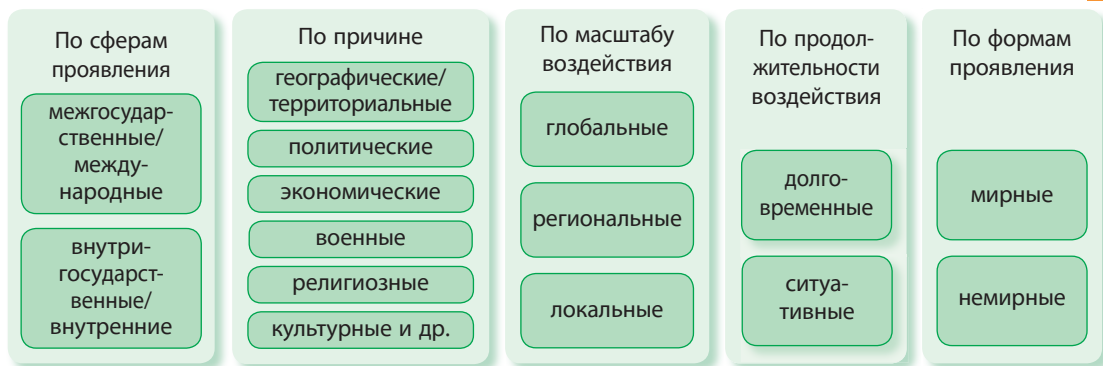 По сферам
проявления
межгосудар-
ственные/
между-
народные
внутри-
государст-
венные/
внутренние
По причине
географические/
территориальные
политические
экономические
военные
религиозные
культурные и др.
По масштабу
воздействия
глобальные
региональные
локальные
По продол-
жительности
воздействия
долго-
временные
ситуа-
тивные
По формам
проявления
мирные
немирные